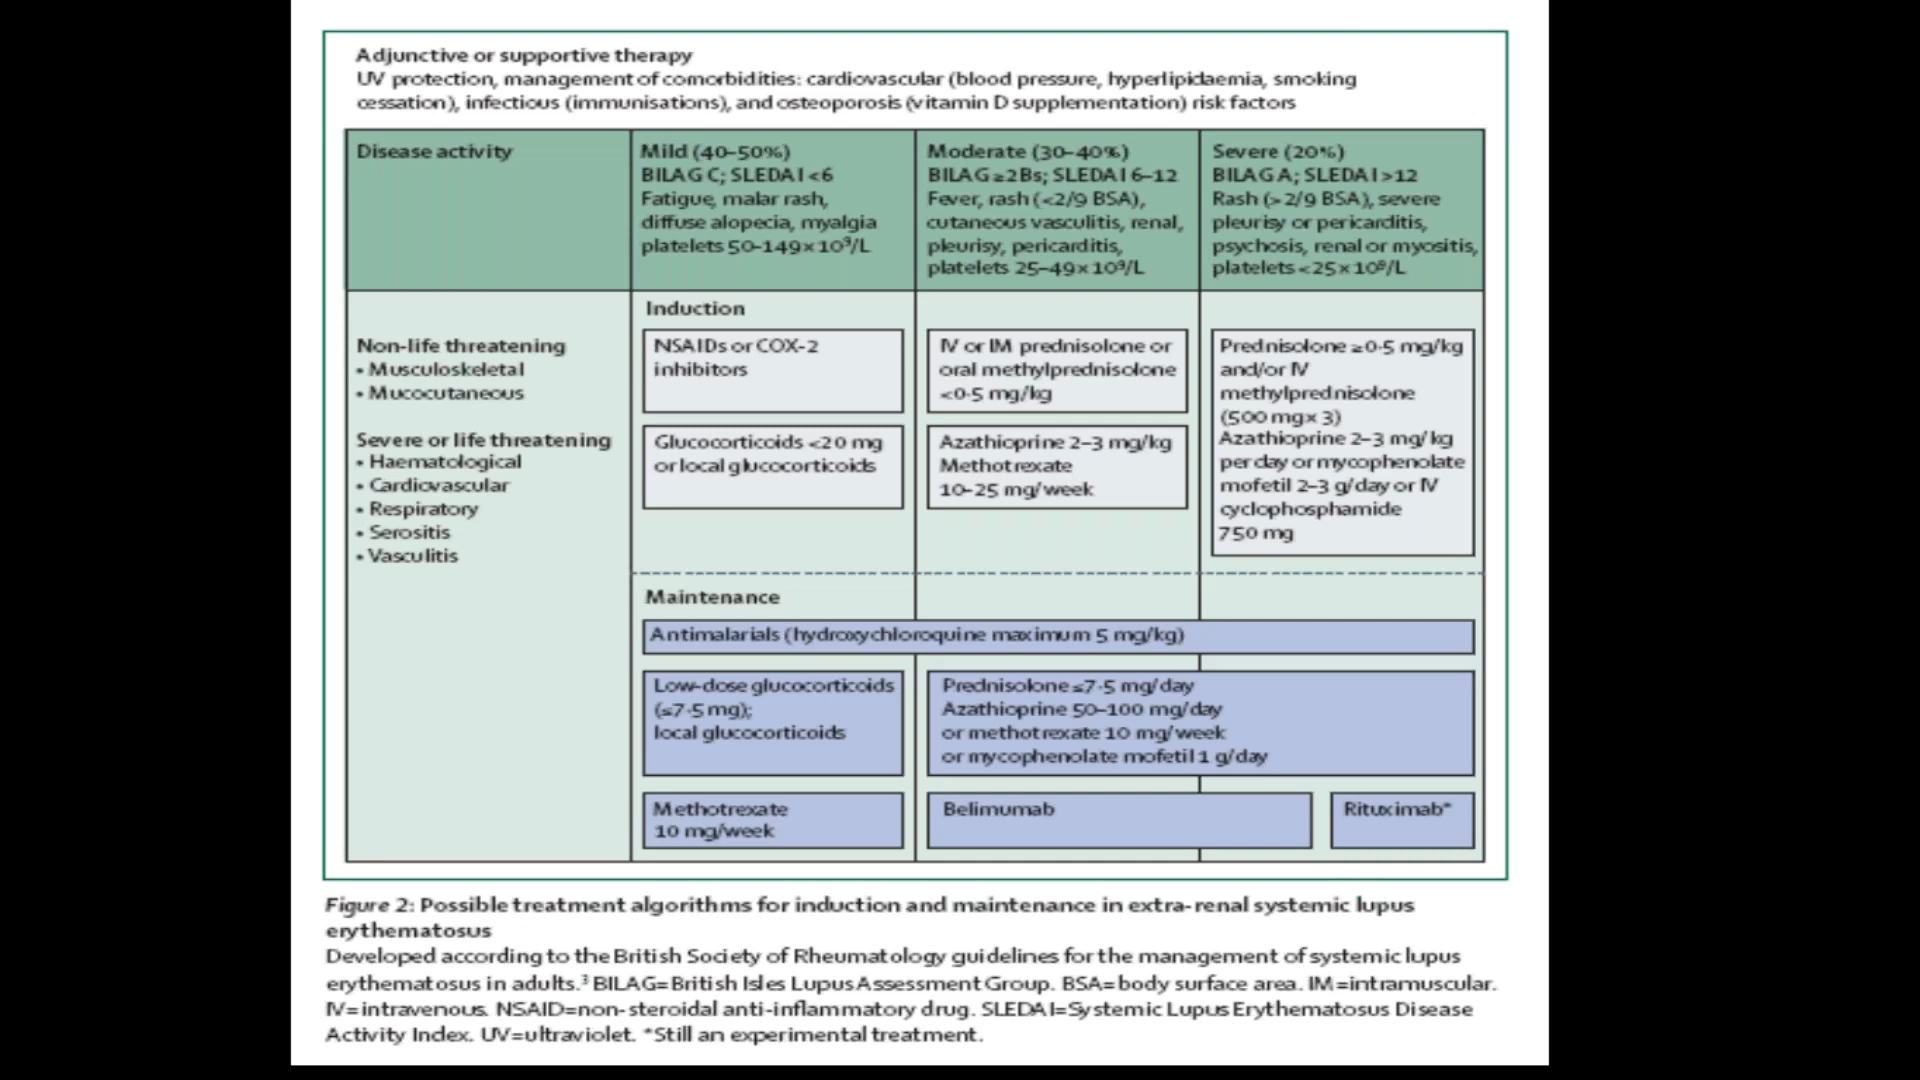 Adjunctive or supportive therapy
UV protection, management of comorbidities: cardiovascular (blood pressure, hyperlipidaemia, smoking
cessation), infectious (immunisations), and osteoporosis (vitamin D supplementation) risk factors
Disease activity
Mild (40–50%)
BILAG C; SLEDAI <6
Fatigue, malar rash,
diffuse alopecia, myalgia
platelets 50–149 × 10⁹/L
Moderate (30–40%)
BILAG ≥2Bs; SLEDAI 6–12
Fever, rash (<2/9 BSA),
cutaneous vasculitis, renal,
pleurisy, pericarditis,
platelets 25–49 × 10⁹/L
Severe (20%)
BILAG A; SLEDAI >12
Rash (>2/9 BSA), severe
pleurisy or pericarditis,
psychosis, renal or myositis,
platelets <25 × 10⁹/L
Non-life threatening
• Musculoskeletal
• Mucocutaneous
Severe or life threatening
• Haematological
• Cardiovascular
• Respiratory
• Serositis
• Vasculitis
Induction
NSAIDs or COX-2
inhibitors
Glucocorticoids <20 mg
or local glucocorticoids
IV or IM prednisolone or
oral methylprednisolone
<0·5 mg/kg
Azathioprine 2–3 mg/kg
Methotrexate
10–25 mg/week
Prednisolone ≥0·5 mg/kg
and/or IV
methylprednisolone
(500 mg × 3)
Azathioprine 2–3 mg/kg
per day or mycophenolate
mofetil 2–3 g/day or IV
cyclophosphamide
750 mg
Maintenance
Antimalarials (hydroxychloroquine maximum 5 mg/kg)
Low-dose glucocorticoids
(≤7·5 mg);
local glucocorticoids
Prednisolone ≤7·5 mg/day
Azathioprine 50–100 mg/day
or methotrexate 10 mg/week
or mycophenolate mofetil 1 g/day
Methotrexate
10 mg/week
Belimumab
Rituximab*
Figure 2: Possible treatment algorithms for induction and maintenance in extra-renal systemic lupus
erythematosus
Developed according to the British Society of Rheumatology guidelines for the management of systemic lupus
erythematosus in adults.³ BILAG=British Isles Lupus Assessment Group. BSA=body surface area. IM=intramuscular.
IV=intravenous. NSAID=non-steroidal anti-inflammatory drug. SLEDAI=Systemic Lupus Erythematosus Disease
Activity Index. UV=ultraviolet. *Still an experimental treatment.